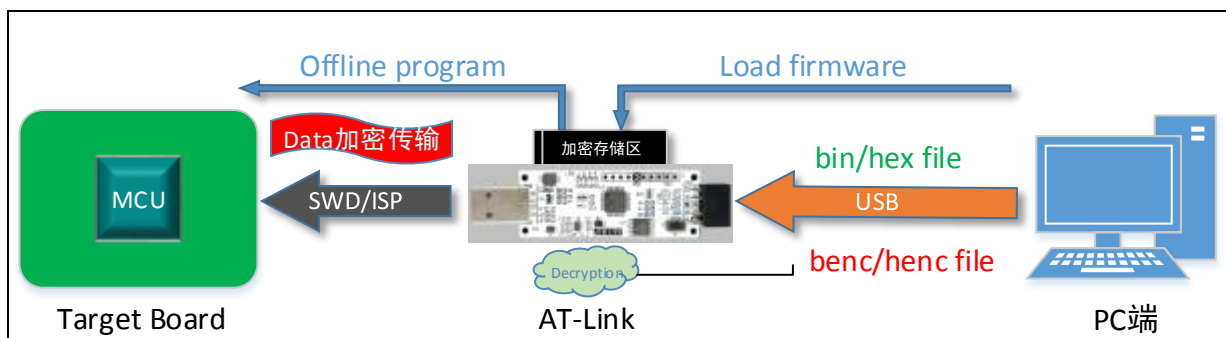 Offline program
Load firmware
Data加密传输
加密存储区
bin/hex file
MCU
SWD/ISP
USB
Decryption
benc/henc file
Target Board
AT-Link
PC端